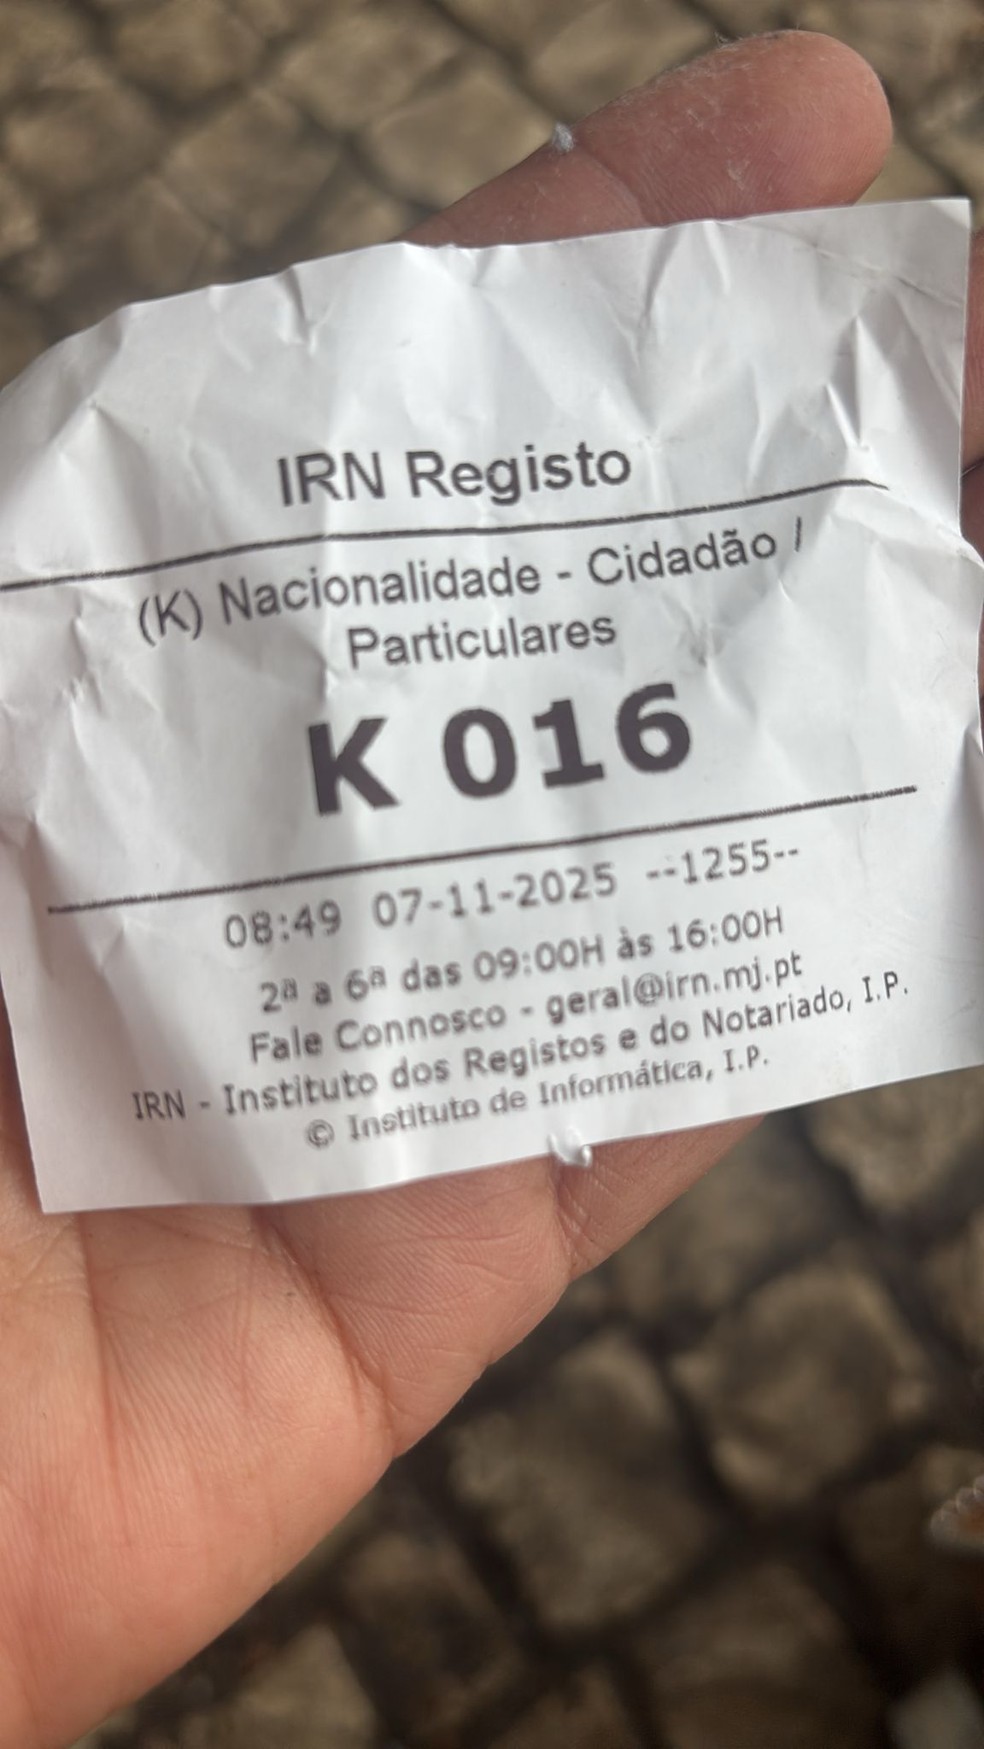 IRN Registo
(K) Nacionalidade - Cidadão /
Particulares
K 016
08:49 07-11-2025 --1255--
2ª a 6ª das 09:00H às 16:00H
Fale Connosco - geral@irn.mj.pt
IRN - Instituto dos Registos e do Notariado, I.P.
© Instituto de Informática, I.P.